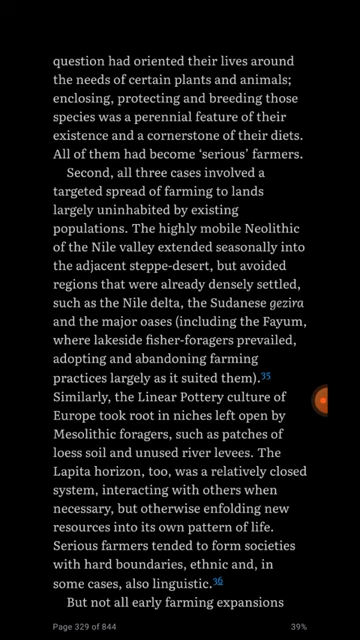 question had oriented their lives around
the needs of certain plants and animals;
enclosing, protecting and breeding those
species was a perennial feature of their
existence and a cornerstone of their diets.
All of them had become ‘serious’ farmers.
Second, all three cases involved a
targeted spread of farming to lands
largely uninhabited by existing
populations. The highly mobile Neolithic
of the Nile valley extended seasonally into
the adjacent steppe-desert, but avoided
regions that were already densely settled,
such as the Nile delta, the Sudanese gezira
and the major oases (including the Fayum,
where lakeside fisher-foragers prevailed,
adopting and abandoning farming
practices largely as it suited them).35
Similarly, the Linear Pottery culture of
Europe took root in niches left open by
Mesolithic foragers, such as patches of
loess soil and unused river levees. The
Lapita horizon, too, was a relatively closed
system, interacting with others when
necessary, but otherwise enfolding new
resources into its own pattern of life.
Serious farmers tended to form societies
with hard boundaries, ethnic and, in
some cases, also linguistic.36
But not all early farming expansions
Page 329 of 844
39%